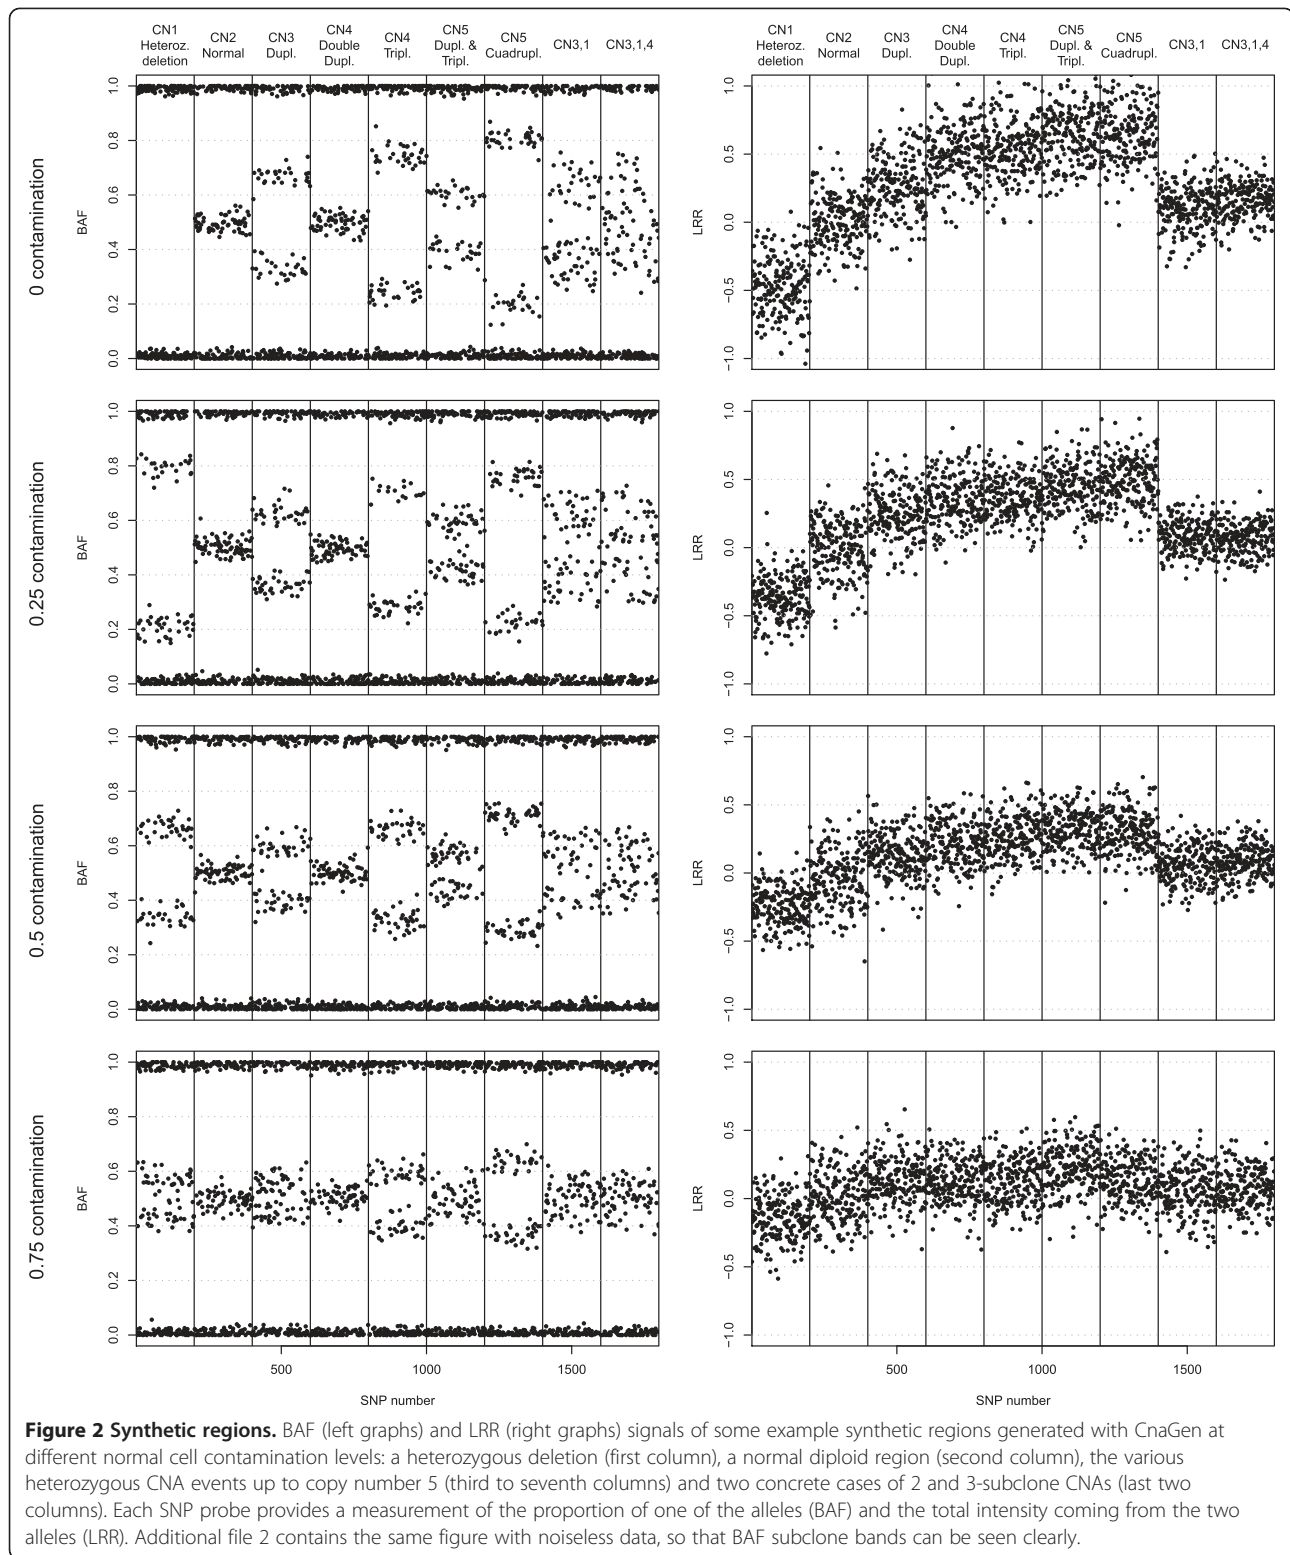 CN1 Heteroz. deletion
CN2 Normal
CN3 Dupl.
CN4 Double Dupl.
CN4 Tripl.
CN5 Dupl. & Tripl.
CN5 Cuadrupl.
CN3,1
CN3,1,4
CN1 Heteroz. deletion
CN2 Normal
CN3 Dupl.
CN4 Double Dupl.
CN4 Tripl.
CN5 Dupl. & Tripl.
CN5 Cuadrupl.
CN3,1
CN3,1,4
0 contamination
BAF
1.0
0.8
0.6
0.4
0.2
0.0
LRR
1.0
0.5
0.0
−0.5
−1.0
0.25 contamination
BAF
1.0
0.8
0.6
0.4
0.2
0.0
LRR
1.0
0.5
0.0
−0.5
−1.0
0.5 contamination
BAF
1.0
0.8
0.6
0.4
0.2
0.0
LRR
1.0
0.5
0.0
−0.5
−1.0
0.75 contamination
BAF
1.0
0.8
0.6
0.4
0.2
0.0
LRR
1.0
0.5
0.0
−0.5
−1.0
500 1000 1500
SNP number
500 1000 1500
SNP number
Figure 2 Synthetic regions. BAF (left graphs) and LRR (right graphs) signals of some example synthetic regions generated with CnaGen at
different normal cell contamination levels: a heterozygous deletion (first column), a normal diploid region (second column), the various
heterozygous CNA events up to copy number 5 (third to seventh columns) and two concrete cases of 2 and 3-subclone CNAs (last two
columns). Each SNP probe provides a measurement of the proportion of one of the alleles (BAF) and the total intensity coming from the two
alleles (LRR). Additional file 2 contains the same figure with noiseless data, so that BAF subclone bands can be seen clearly.